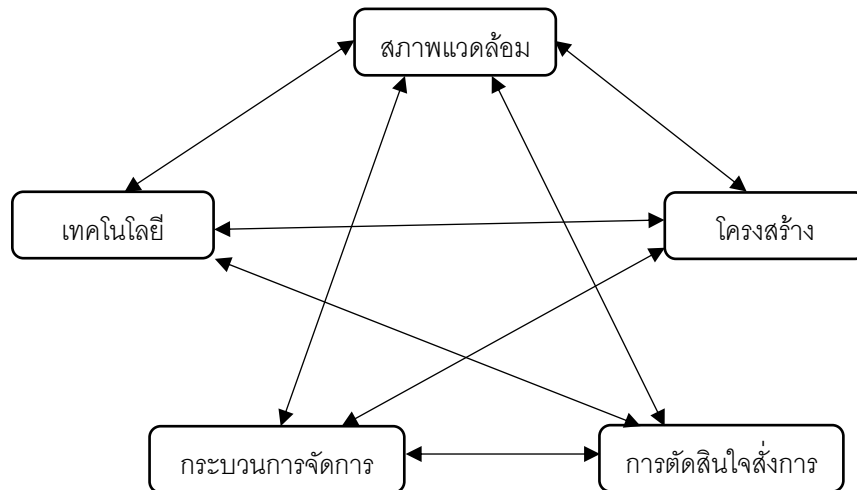 สภาพแวดล้อม
เทคโนโลยี
โครงสร้าง
กระบวนการจัดการ
การตัดสินใจสั่งการ